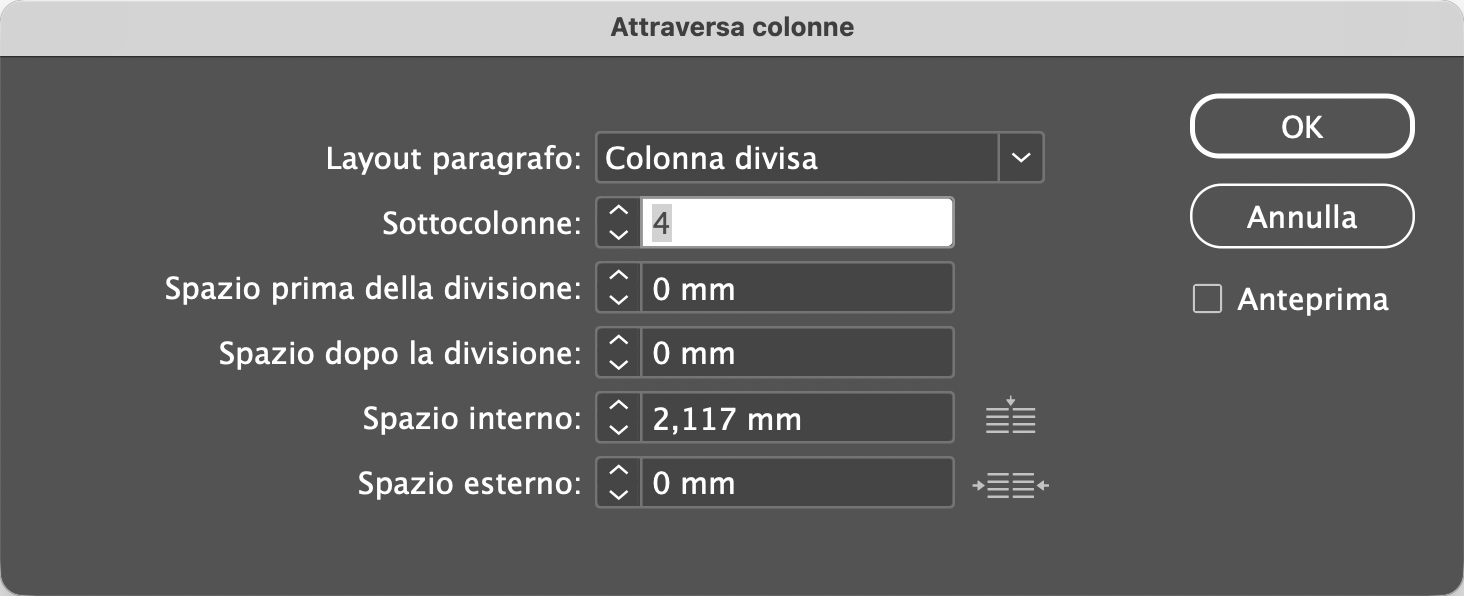 Attraversa colonne
Layout paragrafo: Colonna divisa
OK
Sottocolonne: 4
Annulla
Spazio prima della divisione: 0 mm
Anteprima
Spazio dopo la divisione: 0 mm
Spazio interno: 2,117 mm
Spazio esterno: 0 mm